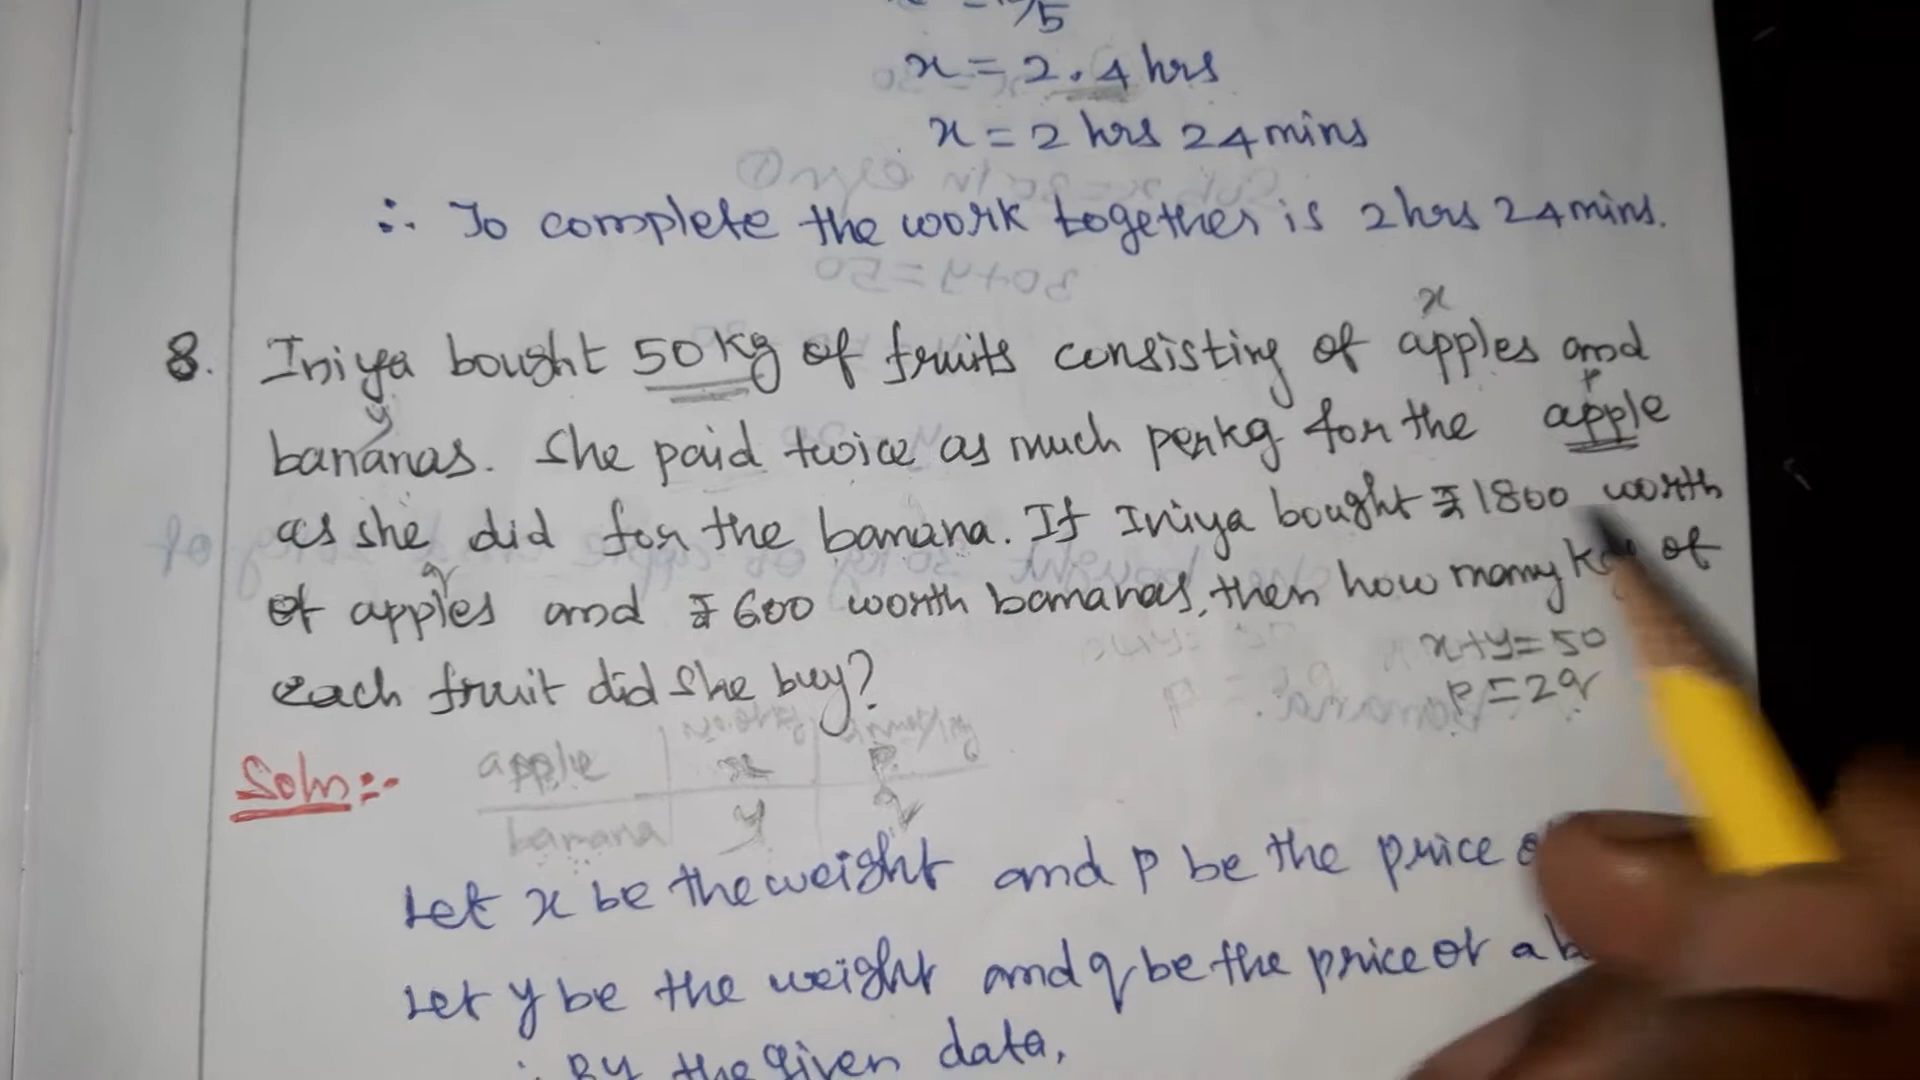 x = 2.4 hrs
x = 2 hrs 24 mins
∴ To complete the work together is 2 hrs 24 mins.
x
8. Iniya bought 50 kg of fruits consisting of apples and
y p
bananas. She paid twice as much per kg for the apple
as she did for the banana. If Iniya bought ₹1800 worth
q
of apples and ₹600 worth bananas, then how many of
x+y=50
each fruit did she buy?
p=2q
Soln:-
apple x p
banana y q
Let x be the weight and p be the price
Let y be the weight and q be the price of a
∴ By the given data,